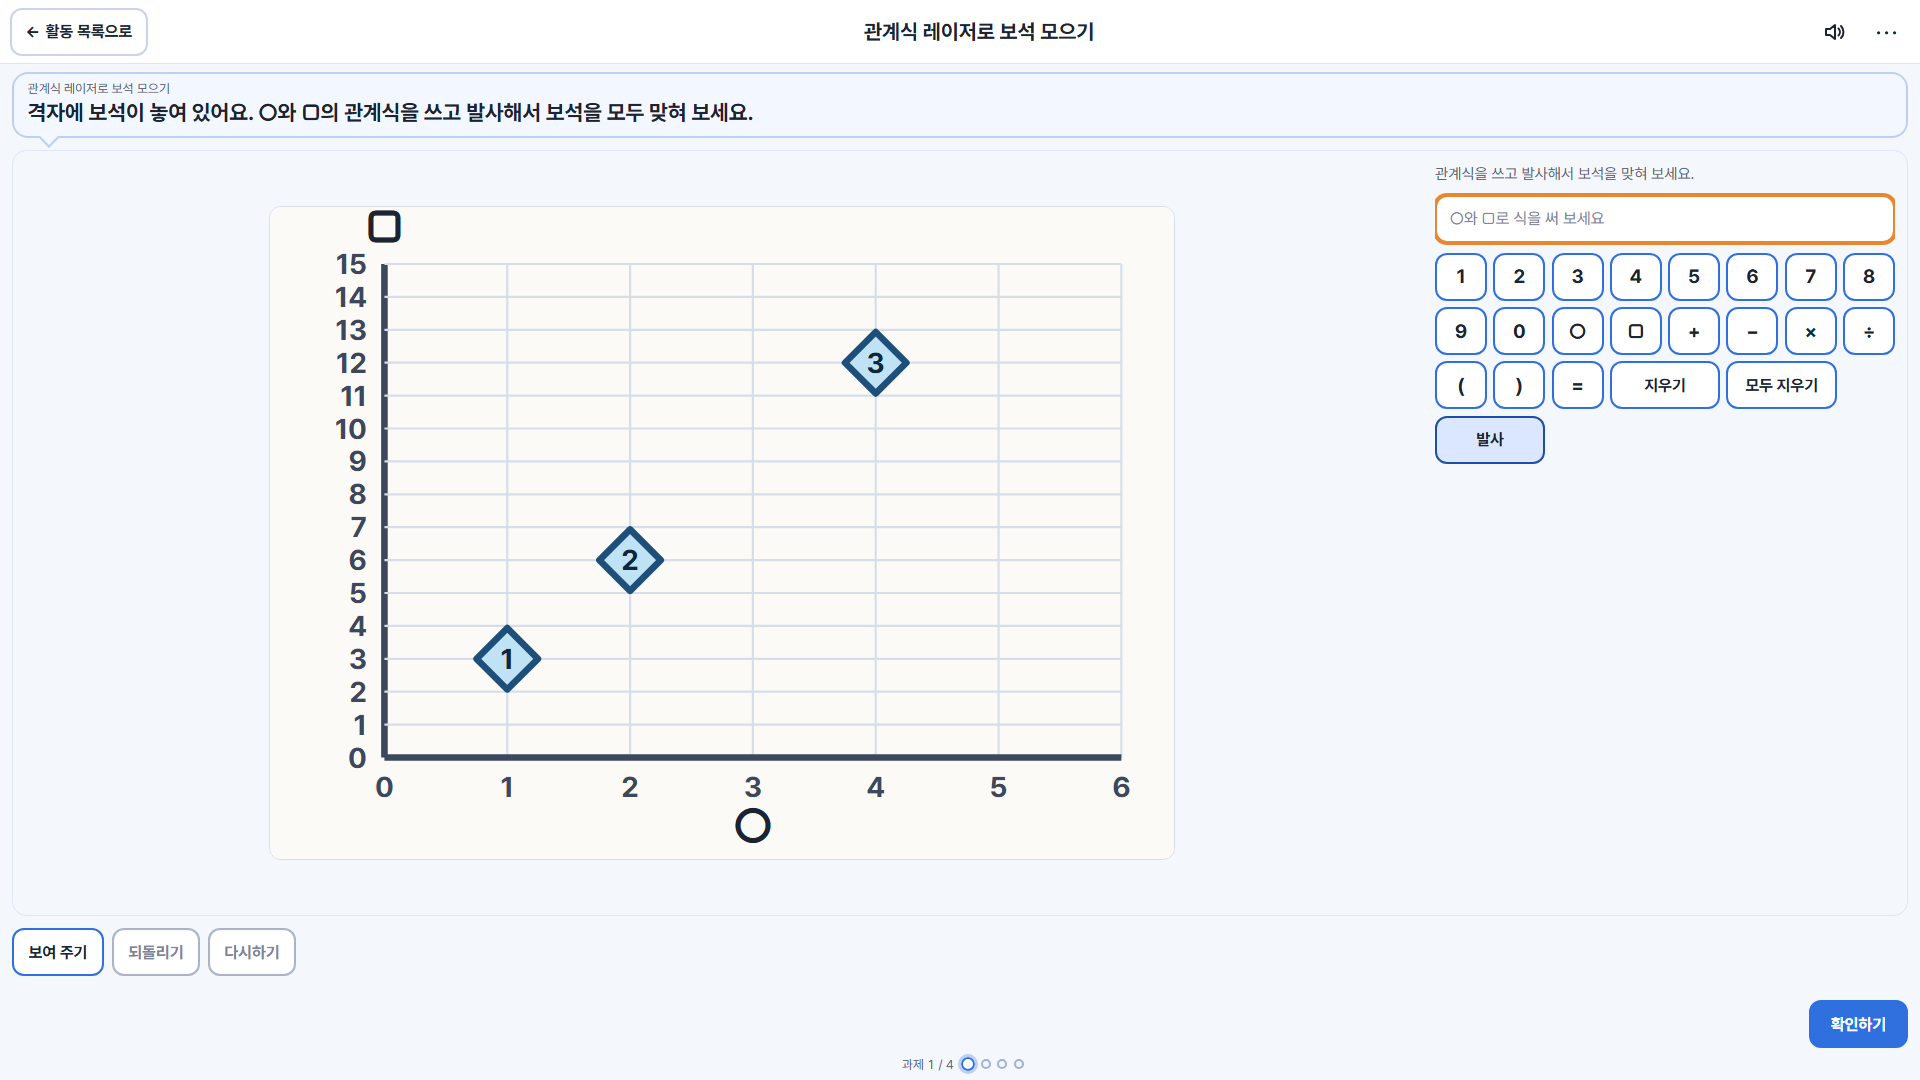 ← 활동 목록으로
관계식 레이저로 보석 모으기
관계식 레이저로 보석 모으기
격자에 보석이 놓여 있어요. ○와 □의 관계식을 쓰고 발사해서 보석을 모두 맞혀 보세요.
□
15
14
13
12
11
10
9
8
7
6
5
4
3
2
1
0
3
2
1
0 1 2 3 4 5 6
○
관계식을 쓰고 발사해서 보석을 맞혀 보세요.
○와 □로 식을 써 보세요
1 2 3 4 5 6 7 8
9 0 ○ □ + − × ÷
( ) = 지우기 모두 지우기
발사
보여 주기 되돌리기 다시하기
확인하기
과제 1 / 4